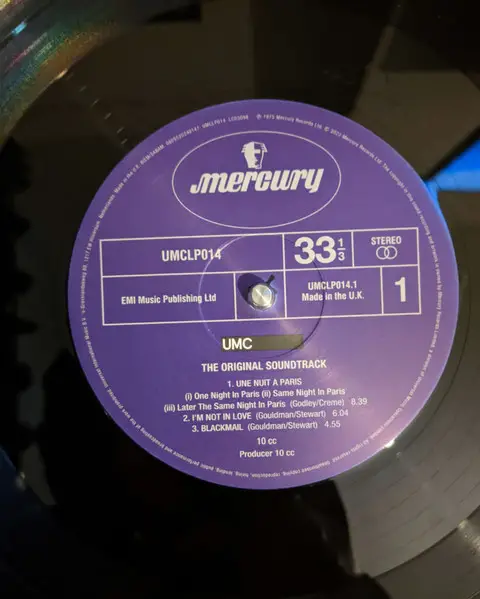 mercury
UMCLP014
33 1/3
STEREO
EMI Music Publishing Ltd
UMCLP014.1
Made in the U.K.
1
UMC
THE ORIGINAL SOUNDTRACK
1. UNE NUIT A PARIS
(i) One Night In Paris (ii) Same Night In Paris
(iii) Later The Same Night In Paris (Godley/Creme) 8.39
2. I'M NOT IN LOVE (Gouldman/Stewart) 6.04
3. BLACKMAIL (Gouldman/Stewart) 4.55
10 cc
Producer 10 cc